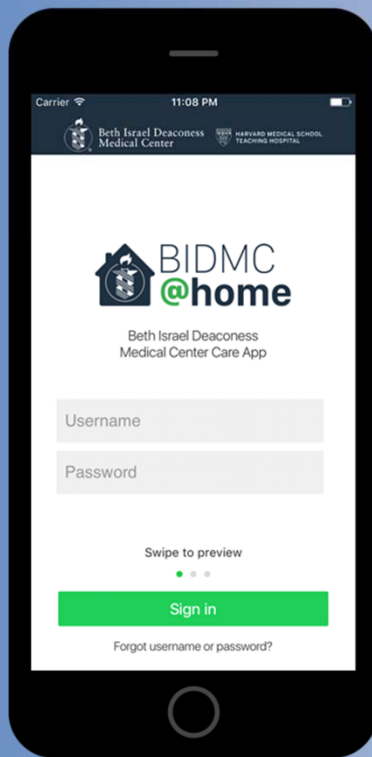 Carrier 11:08 PM
Beth Israel Deaconess
Medical Center
HARVARD MEDICAL SCHOOL
TEACHING HOSPITAL
BIDMC
@home
Beth Israel Deaconess
Medical Center Care App
Username
Password
Swipe to preview
Sign in
Forgot username or password?